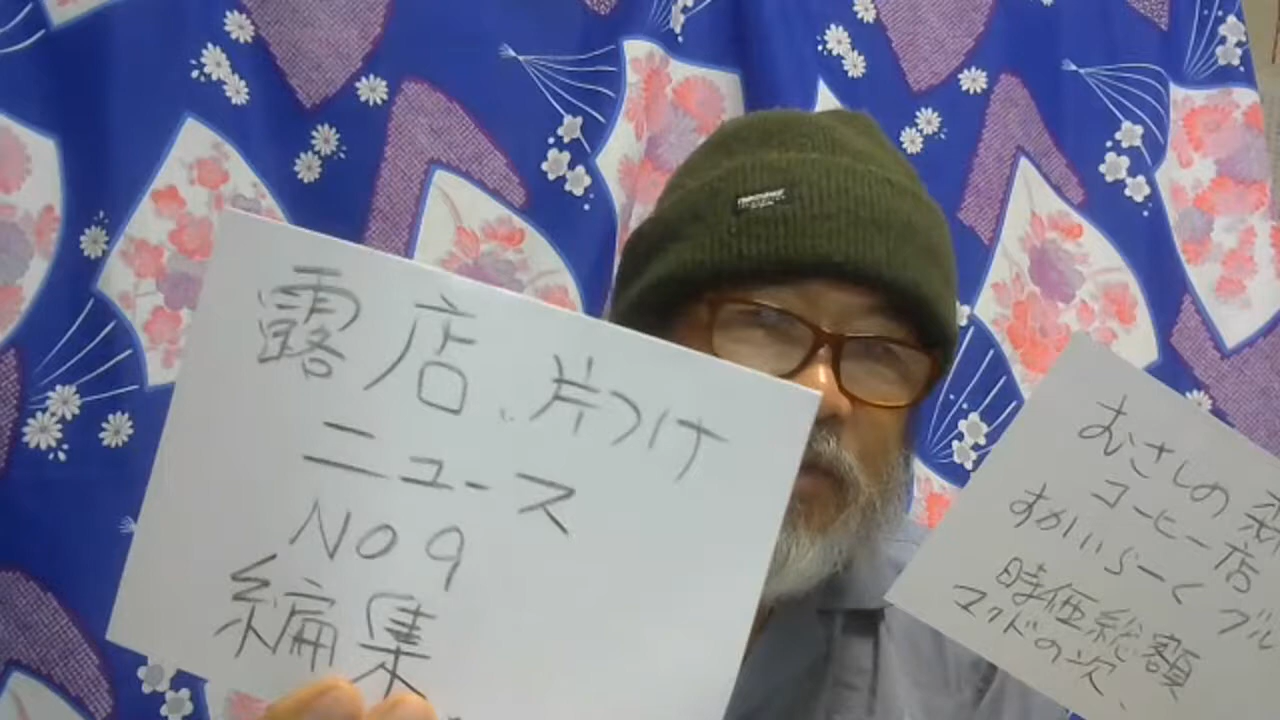 露店、片づけ
ニュース
NO9
編集
むさしの森
コーヒー店
すかいらーくグル
時価総額
マクドの次、